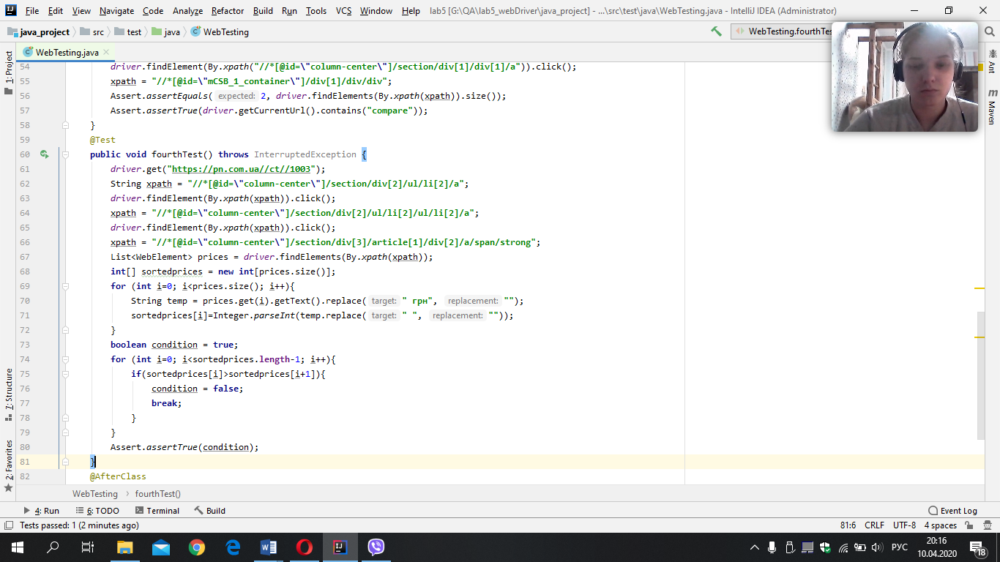 File Edit View Navigate Code Analyze Refactor Build Run Tools VCS Window Help lab5 [G:\QA\lab5_webDriver\java_project] - ...\src\test\java\WebTesting.java - IntelliJ IDEA (Administrator)
java_project src test java WebTesting WebTesting.fourthTes
1: Project
WebTesting.java
Ant
Maven
54 driver.findElement(By.xpath("//*[@id=\"column-center\"]/section/div[1]/div[1]/a")).click();
55 xpath = "//*[@id=\"mCSB_1_container\"]/div[1]/div/div";
56 Assert.assertEquals( expected: 2, driver.findElements(By.xpath(xpath)).size());
57 Assert.assertTrue(driver.getCurrentUrl().contains("compare"));
58 }
59 @Test
60 public void fourthTest() throws InterruptedException {
61 driver.get("https://pn.com.ua//ct//1003");
62 String xpath = "//*[@id=\"column-center\"]/section/div[2]/ul/li[2]/a";
63 driver.findElement(By.xpath(xpath)).click();
64 xpath = "//*[@id=\"column-center\"]/section/div[2]/ul/li[2]/ul/li[2]/a";
65 driver.findElement(By.xpath(xpath)).click();
66 xpath = "//*[@id=\"column-center\"]/section/div[3]/article[1]/div[2]/a/span/strong";
67 List<WebElement> prices = driver.findElements(By.xpath(xpath));
68 int[] sortedprices = new int[prices.size()];
69 for (int i=0; i<prices.size(); i++){
70 String temp = prices.get(i).getText().replace( target: " грн", replacement: "");
71 sortedprices[i]=Integer.parseInt(temp.replace( target: " ", replacement: ""));
72 }
73 boolean condition = true;
74 for (int i=0; i<sortedprices.length-1; i++){
75 if(sortedprices[i]>sortedprices[i+1]){
76 condition = false;
77 break;
78 }
79 }
80 Assert.assertTrue(condition);
81 }
82 @AfterClass
7: Structure
2: Favorites
WebTesting fourthTest()
4: Run 6: TODO Terminal Build Event Log
Tests passed: 1 (2 minutes ago) 81:6 CRLF UTF-8 4 spaces
РУС 20:16
10.04.2020 18